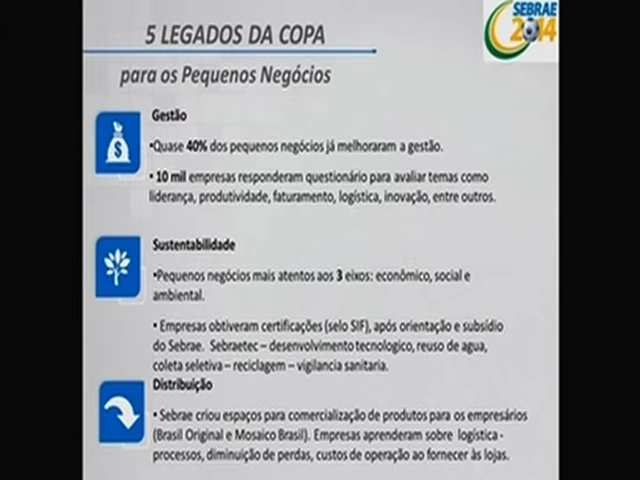 5 LEGADOS DA COPA
SEBRAE
2014
para os Pequenos Negócios
Gestão
•Quase 40% dos pequenos negócios já melhoraram a gestão.
• 10 mil empresas responderam questionário para avaliar temas como
liderança, produtividade, faturamento, logística, inovação, entre outros.
$
Sustentabilidade
•Pequenos negócios mais atentos aos 3 eixos: econômico, social e
ambiental.
• Empresas obtiveram certificações (selo SIF), após orientação e subsídio
do Sebrae. Sebraetec – desenvolvimento tecnologico, reuso de agua,
coleta seletiva – reciclagem – vigilancia sanitaria.
Distribuição
• Sebrae criou espaços para comercialização de produtos para os empresários
(Brasil Original e Mosaico Brasil). Empresas aprenderam sobre logística -
processos, diminuição de perdas, custos de operação ao fornecer às lojas.